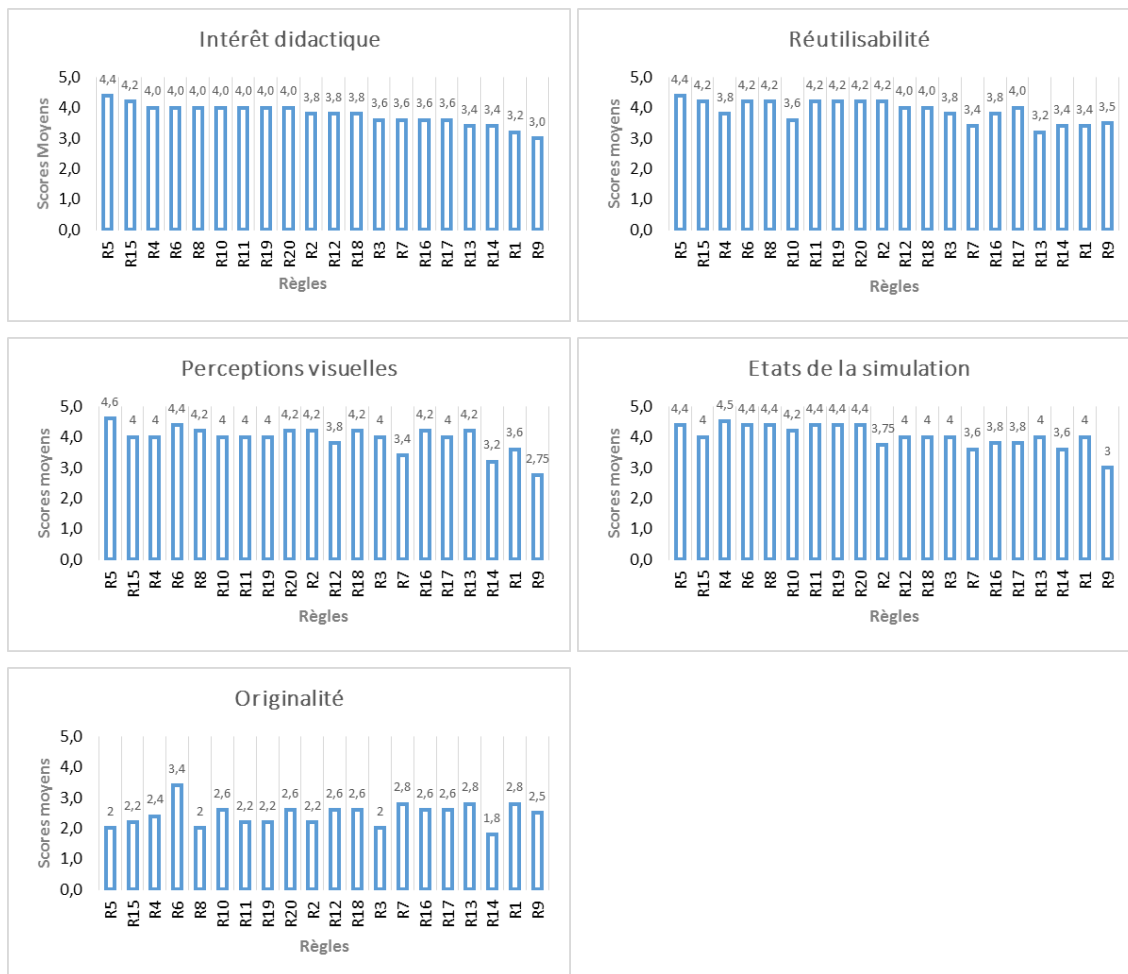 Intérêt didactique
4,4 4,2 4,0 4,0 4,0 4,0 4,0 4,0 4,0 3,8 3,8 3,8 3,6 3,6 3,6 3,6 3,4 3,4 3,2 3,0
5,0
4,0
3,0
2,0
1,0
0,0
Scores Moyens
R5 R15 R4 R6 R8 R10 R11 R19 R20 R2 R12 R18 R3 R7 R16 R17 R13 R14 R1 R9
Règles
Réutilisabilité
4,4 4,2 3,8 4,2 4,2 3,6 4,2 4,2 4,2 4,2 4,0 4,0 3,8 3,4 3,8 4,0 3,2 3,4 3,4 3,5
5,0
4,0
3,0
2,0
1,0
0,0
Scores moyens
R5 R15 R4 R6 R8 R10 R11 R19 R20 R2 R12 R18 R3 R7 R16 R17 R13 R14 R1 R9
Règles
Perceptions visuelles
4,6 4 4 4,4 4,2 4 4 4 4,2 4,2 3,8 4,2 4 3,4 4,2 4 4,2 3,2 3,6 2,75
5,0
4,0
3,0
2,0
1,0
0,0
Scores moyens
R5 R15 R4 R6 R8 R10 R11 R19 R20 R2 R12 R18 R3 R7 R16 R17 R13 R14 R1 R9
Règles
Etats de la simulation
4,4 4 4,5 4,4 4,4 4,2 4,4 4,4 4,4 3,75 4 4 4 3,6 3,8 3,8 4 3,6 4 3
5,0
4,0
3,0
2,0
1,0
0,0
Scores moyens
R5 R15 R4 R6 R8 R10 R11 R19 R20 R2 R12 R18 R3 R7 R16 R17 R13 R14 R1 R9
Règles
Originalité
2 2,2 2,4 3,4 2 2,6 2,2 2,2 2,6 2,2 2,6 2,6 2 2,8 2,6 2,6 2,8 1,8 2,8 2,5
5,0
4,0
3,0
2,0
1,0
0,0
Scores moyens
R5 R15 R4 R6 R8 R10 R11 R19 R20 R2 R12 R18 R3 R7 R16 R17 R13 R14 R1 R9
Règles